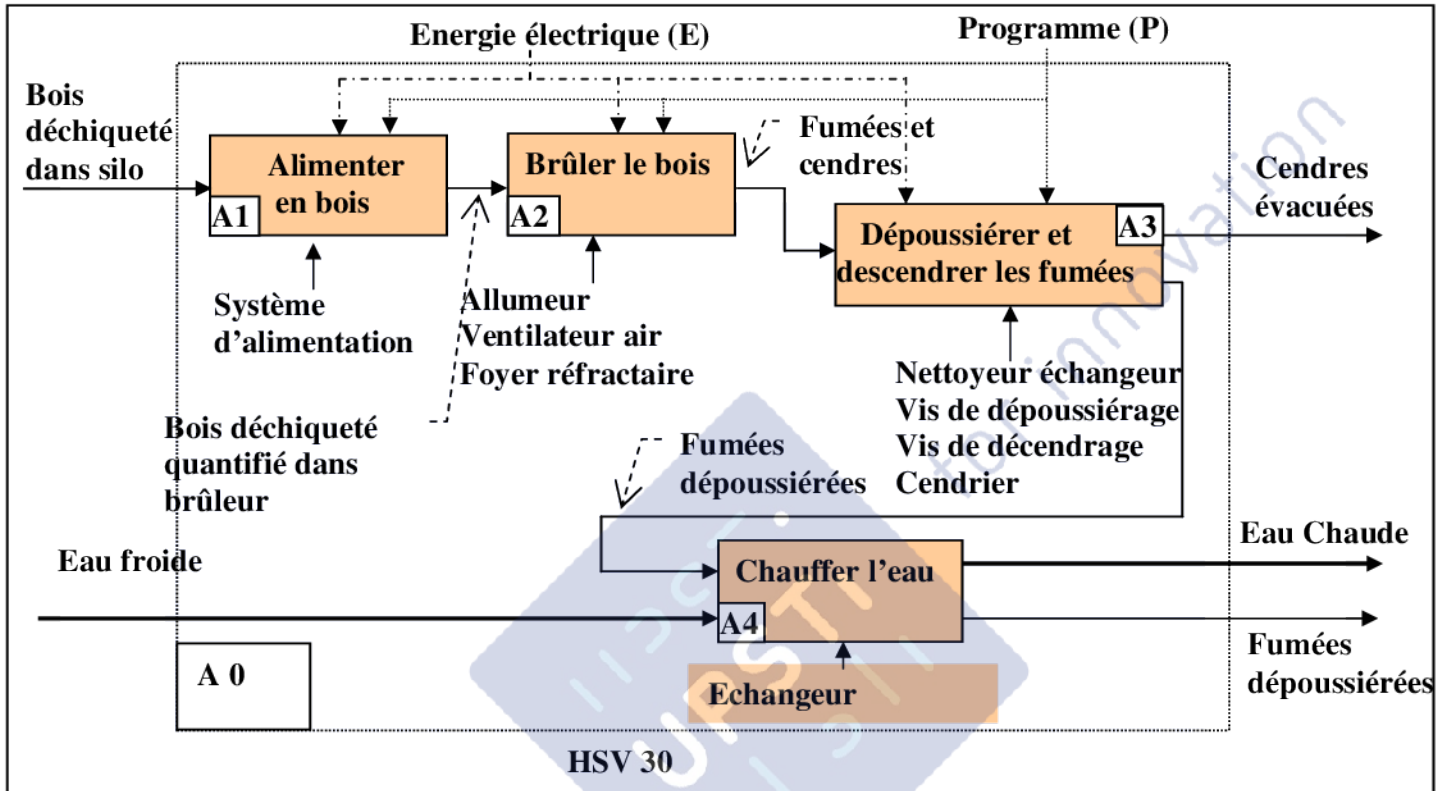 Energie électrique (E)
Programme (P)
Bois
déchiqueté
dans silo
Alimenter
en bois
A1
Brûler le bois
A2
Fumées et
cendres
Dépoussiérer et
descendrer les fumées
A3
Cendres
évacuées
Système
d’alimentation
Allumeur
Ventilateur air
Foyer réfractaire
Nettoyeur échangeur
Vis de dépoussiérage
Vis de décendrage
Cendrier
Bois déchiqueté
quantifié dans
brûleur
Fumées
dépoussiérées
Eau froide
Chauffer l’eau
A4
Eau Chaude
Fumées
dépoussiérées
A 0
Echangeur
HSV 30
UPSTI
for innovation